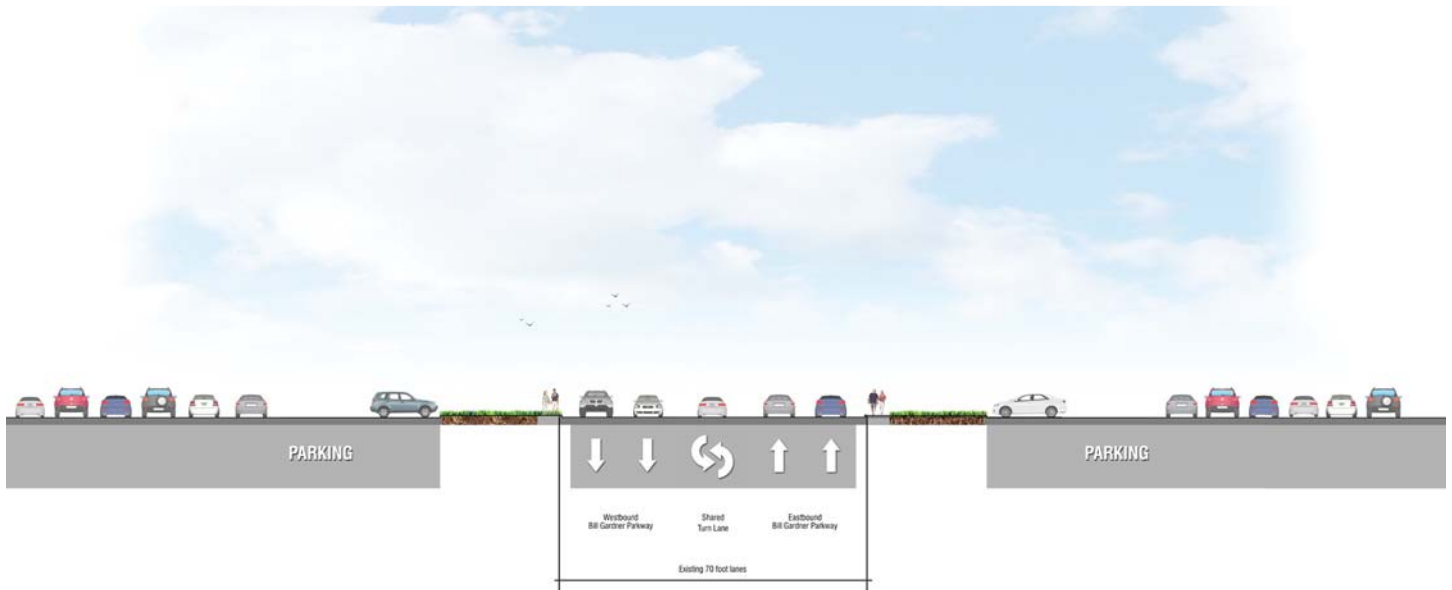 PARKING
PARKING
Westbound
Bill Gardner Parkway
Shared
Turn Lane
Eastbound
Bill Gardner Parkway
Existing 70 foot lanes